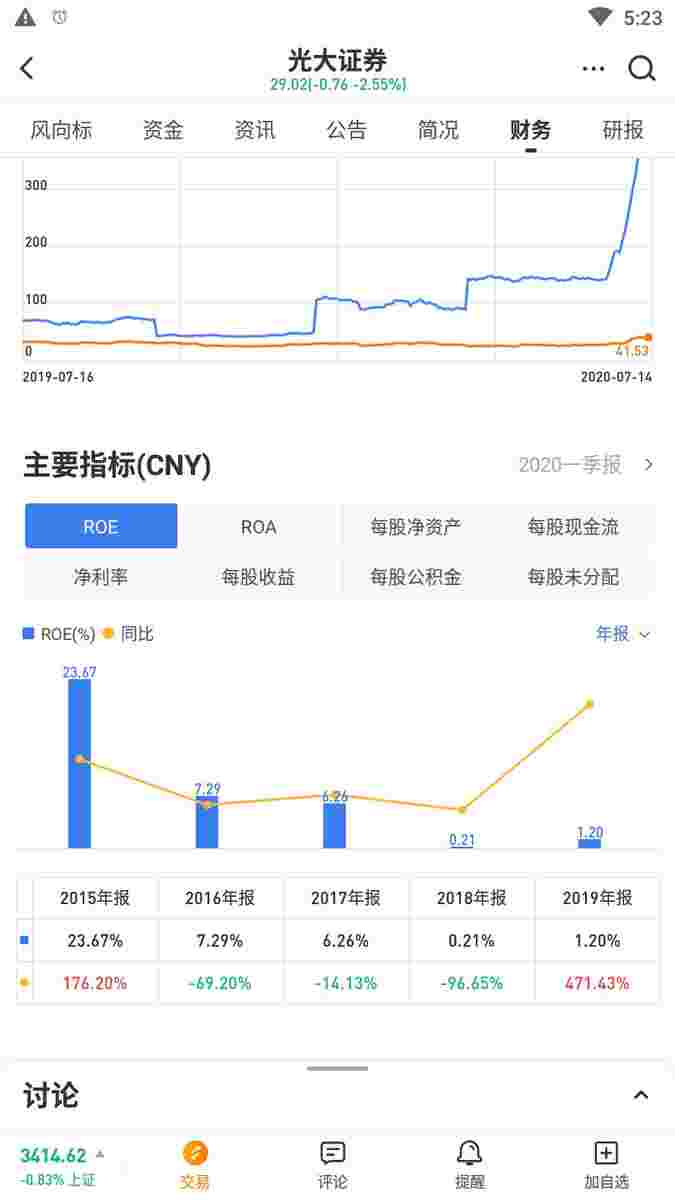 5:23
光大证券
29.02(-0.76 -2.55%)
风向标 资金 资讯 公告 简况 财务 研报
300
200
100
0
41.53
2019-07-16 2020-07-14
主要指标(CNY) 2020一季报
ROE ROA 每股净资产 每股现金流
净利率 每股收益 每股公积金 每股未分配
ROE(%) 同比 年报
23.67
7.29
6.26
0.21
1.20
2015年报 2016年报 2017年报 2018年报 2019年报
23.67% 7.29% 6.26% 0.21% 1.20%
176.20% -69.20% -14.13% -96.65% 471.43%
讨论
3414.62
-0.83% 上证
交易 评论 提醒 加自选